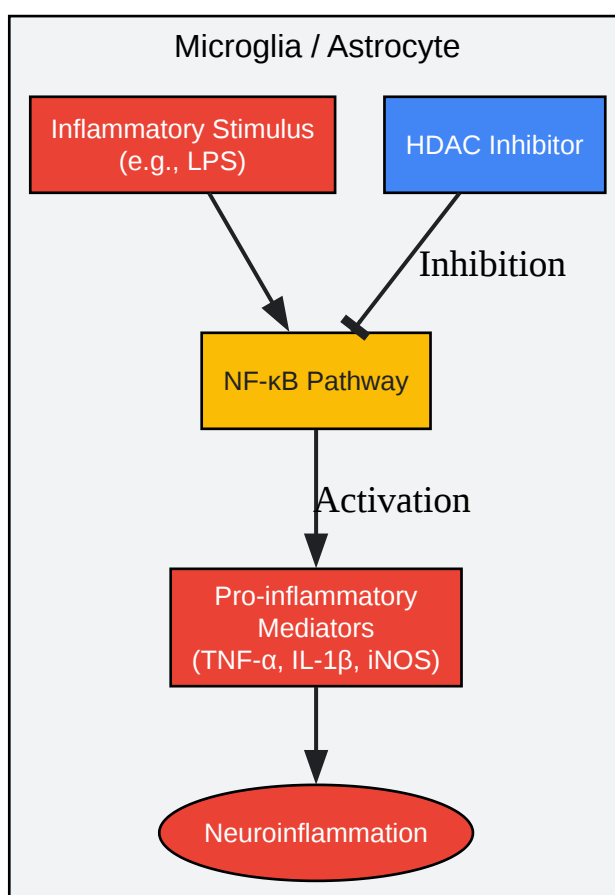 Microglia / Astrocyte
Inflammatory Stimulus
(e.g., LPS)
HDAC Inhibitor
Inhibition
NF-κB Pathway
Activation
Pro-inflammatory
Mediators
(TNF-α, IL-1β, iNOS)
Neuroinflammation